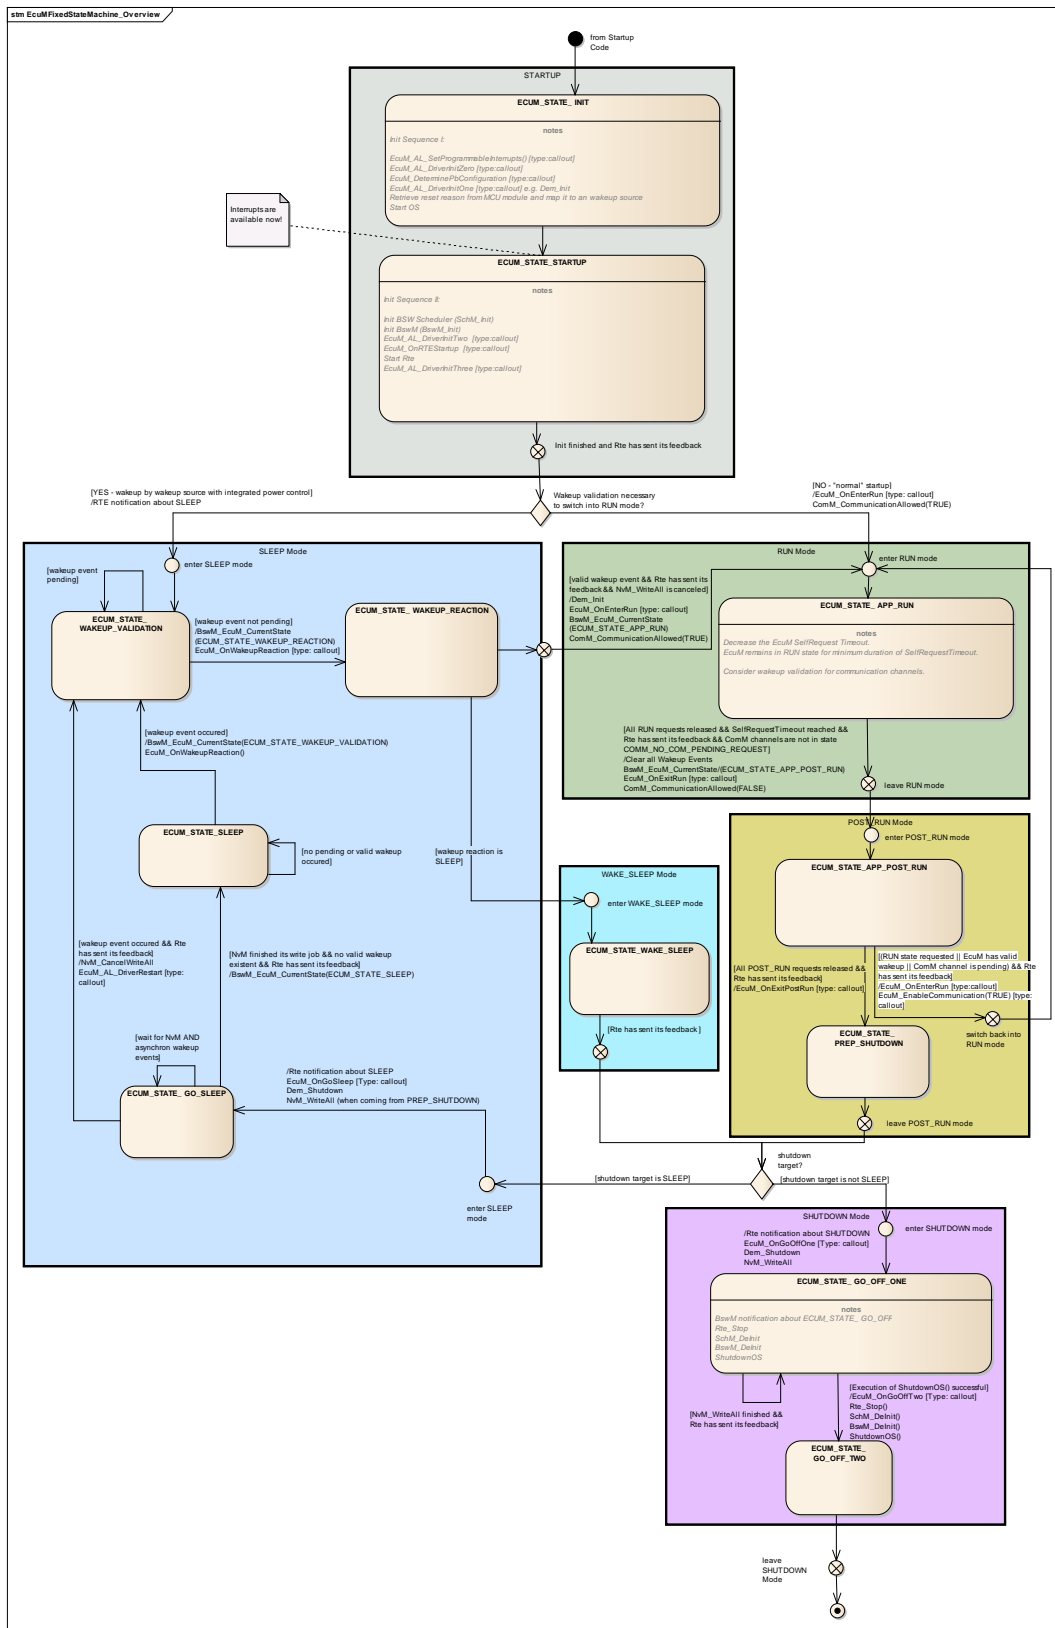 stm EcuMFixedStateMachine_Overview
from Startup
Code
STARTUP
ECUM_STATE_ INIT
notes
Init Sequence I:
EcuM_AL_SetProgrammableInterrupts() [type:callout]
EcuM_AL_DriverInitZero [type:callout]
EcuM_DeterminePbConfiguration [type:callout]
EcuM_AL_DriverInitOne [type:callout] e.g. Dem_Init
Retrieve reset reason from MCU module and map it to an wakeup source
Start OS
Interrupts are
available now!
ECUM_STATE_STARTUP
notes
Init Sequence II:
Init BSW Scheduler (SchM_Init)
Init BswM (BswM_Init)
EcuM_AL_DriverInitTwo [type:callout]
EcuM_OnRTEStartup [type:callout]
Start Rte
EcuM_AL_DriverInitThree [type:callout]
Init finished and Rte has sent its feedback
[YES - wakeup by wakeup source with integrated power control]
/RTE notification about SLEEP
Wakeup validation necessary
to switch into RUN mode?
[NO - "normal" startup]
/EcuM_OnEnterRun [type: callout]
ComM_CommunicationAllowed(TRUE)
SLEEP Mode
enter SLEEP mode
[wakeup event
pending]
ECUM_STATE_
WAKEUP_VALIDATION
[wakeup event not pending]
/BswM_EcuM_CurrentState
(ECUM_STATE_WAKEUP_REACTION)
EcuM_OnWakeupReaction [type: callout]
ECUM_STATE_ WAKEUP_REACTION
RUN Mode
enter RUN mode
[valid wakeup event && Rte has sent its
feedback && NvM_WriteAll is canceled]
/Dem_Init
EcuM_OnEnterRun [type: callout]
BswM_EcuM_CurrentState
(ECUM_STATE_APP_RUN)
ComM_CommunicationAllowed(TRUE)
ECUM_STATE_ APP_RUN
notes
Decrease the EcuM SelfRequest Timeout.
EcuM remains in RUN state for minimum duration of SelfRequestTimeout.
Consider wakeup validation for communication channels.
[All RUN requests released && SelfRequestTimeout reached &&
Rte has sent its feedback && ComM channels are not in state
COMM_NO_COM_PENDING_REQUEST]
/Clear all Wakeup Events
BswM_EcuM_CurrentState/(ECUM_STATE_APP_POST_RUN)
EcuM_OnExitRun [type: callout]
ComM_CommunicationAllowed(FALSE)
leave RUN mode
[wakeup event occured]
/BswM_EcuM_CurrentState(ECUM_STATE_WAKEUP_VALIDATION)
EcuM_OnWakeupReaction()
ECUM_STATE_SLEEP
[no pending or valid wakeup
occured]
[wakeup reaction is
SLEEP]
POST_RUN Mode
enter POST_RUN mode
ECUM_STATE_APP_POST_RUN
WAKE_SLEEP Mode
enter WAKE_SLEEP mode
ECUM_STATE_WAKE_SLEEP
[Rte has sent its feedback ]
[wakeup event occured && Rte
has sent its feedback]
/NvM_CancelWriteAll
EcuM_AL_DriverRestart [type:
callout]
[NvM finished its write job && no valid wakeup
existent && Rte has sent its feedback]
/BswM_EcuM_CurrentState(ECUM_STATE_SLEEP)
[All POST_RUN requests released &&
Rte has sent its feedback]
/EcuM_OnExitPostRun [type: callout]
[(RUN state requested || EcuM has valid
wakeup || ComM channel is pending) && Rte
has sent its feedback]
/EcuM_OnEnterRun [type:callout]
EcuM_EnableCommunication(TRUE) [type:
callout]
switch back into
RUN mode
ECUM_STATE_
PREP_SHUTDOWN
leave POST_RUN mode
[wait for NvM AND
asynchron wakeup
events]
ECUM_STATE_ GO_SLEEP
/Rte notification about SLEEP
EcuM_OnGoSleep [Type: callout]
Dem_Shutdown
NvM_WriteAll (when coming from PREP_SHUTDOWN)
shutdown
target?
[shutdown target is SLEEP]
[shutdown target is not SLEEP]
enter SLEEP
mode
SHUTDOWN Mode
enter SHUTDOWN mode
/Rte notification about SHUTDOWN
EcuM_OnGoOffOne [Type: callout]
Dem_Shutdown
NvM_WriteAll
ECUM_STATE_ GO_OFF_ONE
notes
BswM notification about ECUM_STATE_ GO_OFF
Rte_Stop
SchM_DeInit
BswM_DeInit
ShutdownOS
[NvM_WriteAll finished &&
Rte has sent its feedback]
[Execution of ShutdownOS() successful]
/EcuM_OnGoOffTwo [Type: callout]
Rte_Stop()
SchM_DeInit()
BswM_DeInit()
ShutdownOS()
ECUM_STATE_
GO_OFF_TWO
leave
SHUTDOWN
Mode